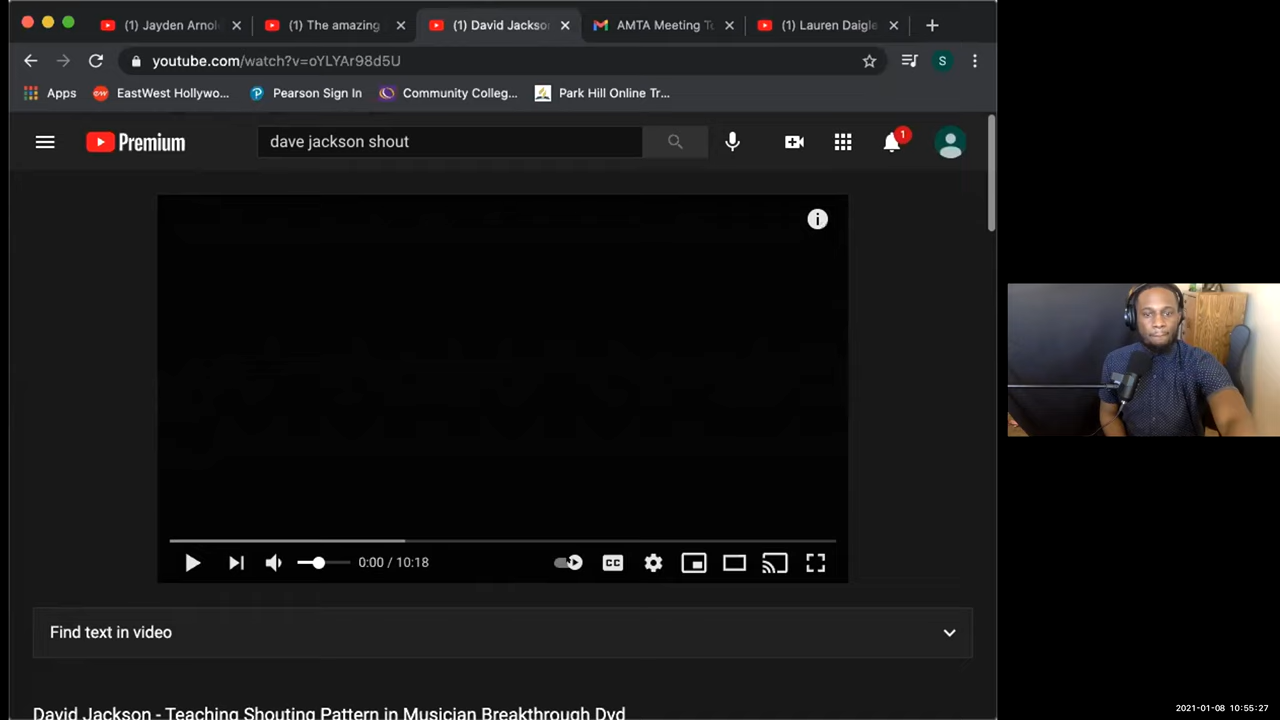 (1) Jayden Arnol
(1) The amazing
(1) David Jackso
AMTA Meeting To
(1) Lauren Daigle
youtube.com/watch?v=oYLYAr98d5U
S
Apps
EastWest Hollywo...
Pearson Sign In
Community Colleg...
Park Hill Online Tr...
Premium
dave jackson shout
1
0:00 / 10:18
CC
Find text in video
David Jackson - Teaching Shouting Pattern in Musician Breakthrough Dvd
2021-01-08 10:55:27